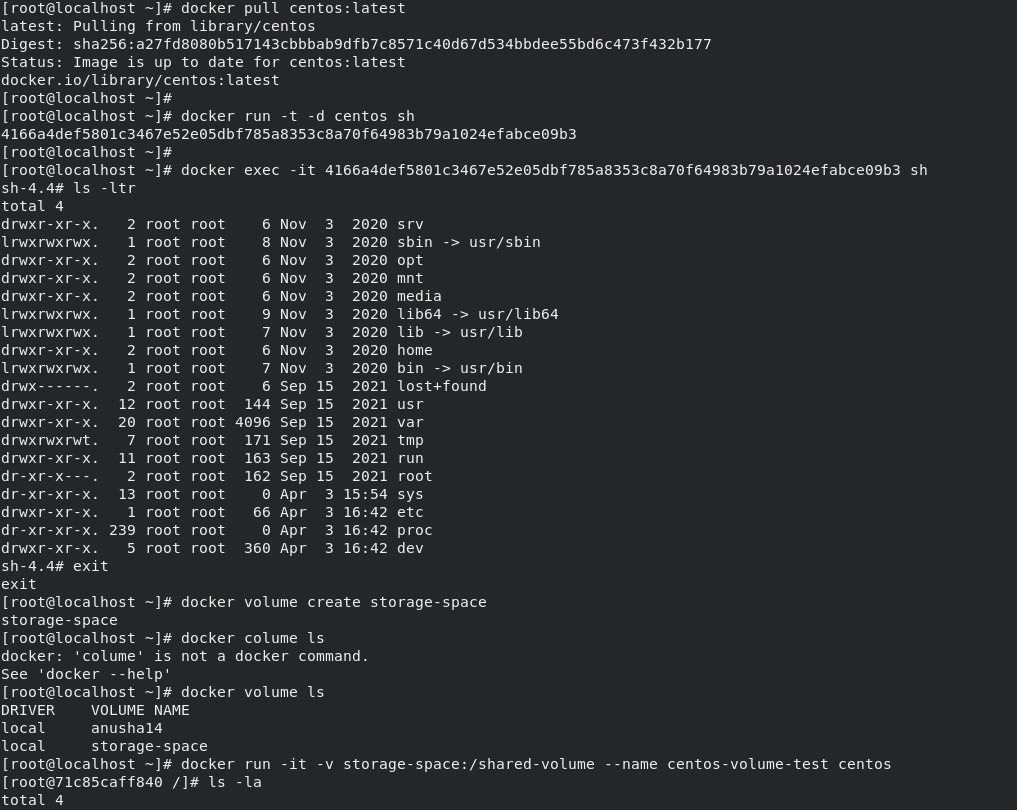 [root@localhost ~]# docker pull centos:latest
latest: Pulling from library/centos
Digest: sha256:a27fd8080b517143cbbbab9dfb7c8571c40d67d534bbdee55bd6c473f432b177
Status: Image is up to date for centos:latest
docker.io/library/centos:latest
[root@localhost ~]#
[root@localhost ~]# docker run -t -d centos sh
4166a4def5801c3467e52e05dbf785a8353c8a70f64983b79a1024efabce09b3
[root@localhost ~]#
[root@localhost ~]# docker exec -it 4166a4def5801c3467e52e05dbf785a8353c8a70f64983b79a1024efabce09b3 sh
sh-4.4# ls -ltr
total 4
drwxr-xr-x.   2 root root    6 Nov  3  2020 srv
lrwxrwxrwx.   1 root root    8 Nov  3  2020 sbin -> usr/sbin
drwxr-xr-x.   2 root root    6 Nov  3  2020 opt
drwxr-xr-x.   2 root root    6 Nov  3  2020 mnt
drwxr-xr-x.   2 root root    6 Nov  3  2020 media
lrwxrwxrwx.   1 root root    9 Nov  3  2020 lib64 -> usr/lib64
lrwxrwxrwx.   1 root root    7 Nov  3  2020 lib -> usr/lib
drwxr-xr-x.   2 root root    6 Nov  3  2020 home
lrwxrwxrwx.   1 root root    7 Nov  3  2020 bin -> usr/bin
drwx------.   2 root root    6 Sep 15  2021 lost+found
drwxr-xr-x.  12 root root  144 Sep 15  2021 usr
drwxr-xr-x.  20 root root 4096 Sep 15  2021 var
drwxrwxrwt.   7 root root  171 Sep 15  2021 tmp
drwxr-xr-x.  11 root root  163 Sep 15  2021 run
dr-xr-x---.   2 root root  162 Sep 15  2021 root
dr-xr-xr-x.  13 root root    0 Apr  3 15:54 sys
drwxr-xr-x.   1 root root   66 Apr  3 16:42 etc
dr-xr-xr-x. 239 root root    0 Apr  3 16:42 proc
drwxr-xr-x.   5 root root  360 Apr  3 16:42 dev
sh-4.4# exit
exit
[root@localhost ~]# docker volume create storage-space
storage-space
[root@localhost ~]# docker colume ls
docker: 'colume' is not a docker command.
See 'docker --help'
[root@localhost ~]# docker volume ls
DRIVER    VOLUME NAME
local     anusha14
local     storage-space
[root@localhost ~]# docker run -it -v storage-space:/shared-volume --name centos-volume-test centos
[root@71c85caff840 /]# ls -la
total 4